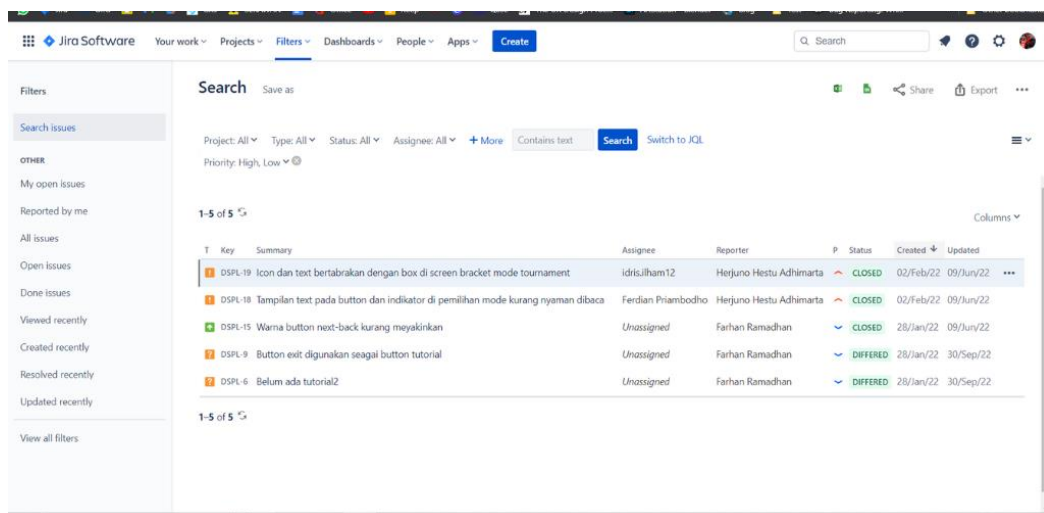 Jira Software Your work Projects Filters Dashboards People Apps Create Search
Filters
Search issues
OTHER
My open issues
Reported by me
All issues
Open issues
Done issues
Viewed recently
Created recently
Resolved recently
Updated recently
View all filters
Search Save as Share Export
Project: All Type: All Status: All Assignee: All + More Contains text Search Switch to JQL
Priority: High, Low
1–5 of 5
Columns
T Key Summary Assignee Reporter P Status Created Updated
DSPL-19 Icon dan text bertabrakan dengan box di screen bracket mode tournament idris.ilham12 Herjuno Hestu Adhimarta CLOSED 02/Feb/22 09/Jun/22
DSPL-18 Tampilan text pada button dan indikator di pemilihan mode kurang nyaman dibaca Ferdian Priambodho Herjuno Hestu Adhimarta CLOSED 02/Feb/22 09/Jun/22
DSPL-15 Warna button next-back kurang meyakinkan Unassigned Farhan Ramadhan CLOSED 28/Jan/22 09/Jun/22
DSPL-9 Button exit digunakan seagai button tutorial Unassigned Farhan Ramadhan DIFFERED 28/Jan/22 30/Sep/22
DSPL-6 Belum ada tutorial2 Unassigned Farhan Ramadhan DIFFERED 28/Jan/22 30/Sep/22
1–5 of 5